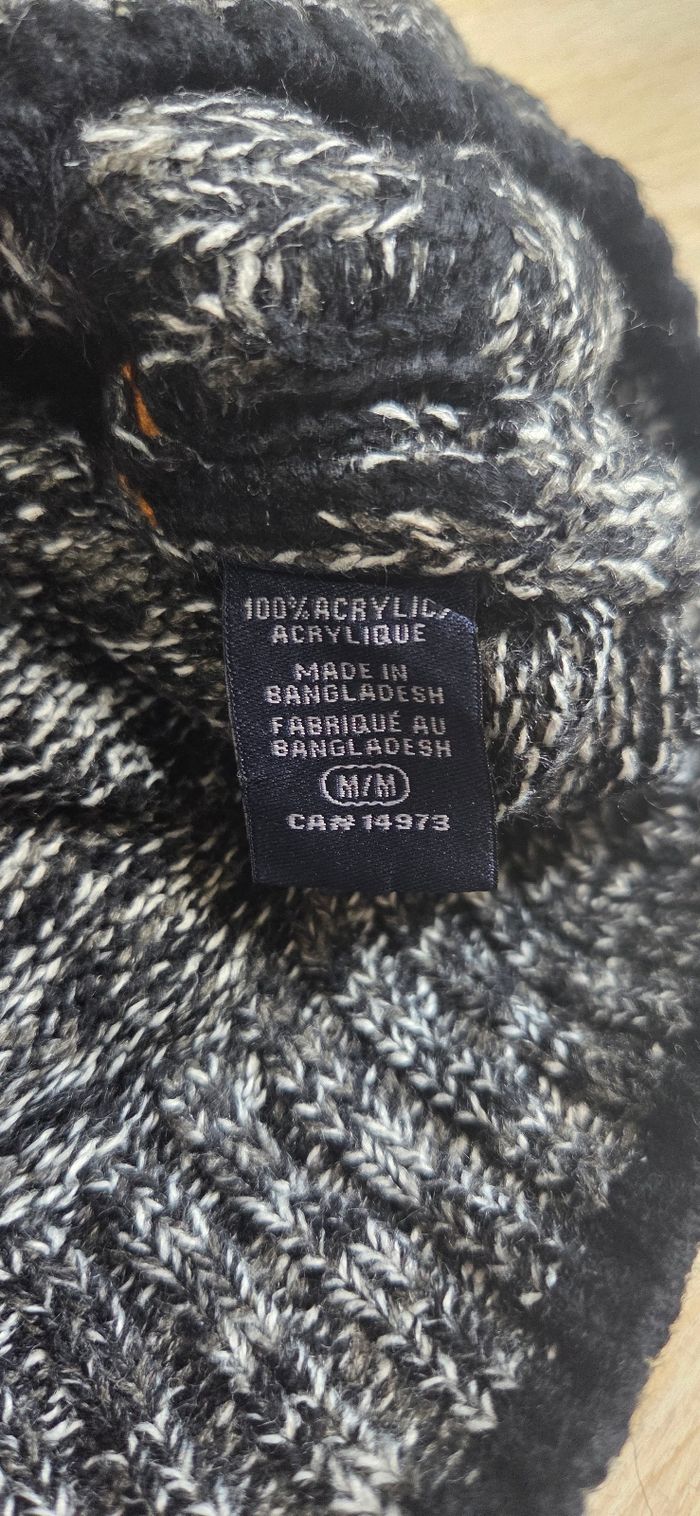 100% ACRYLIC/
ACRYLIQUE
MADE IN
BANGLADESH
FABRIQUÉ AU
BANGLADESH
M/M
CA# 14973